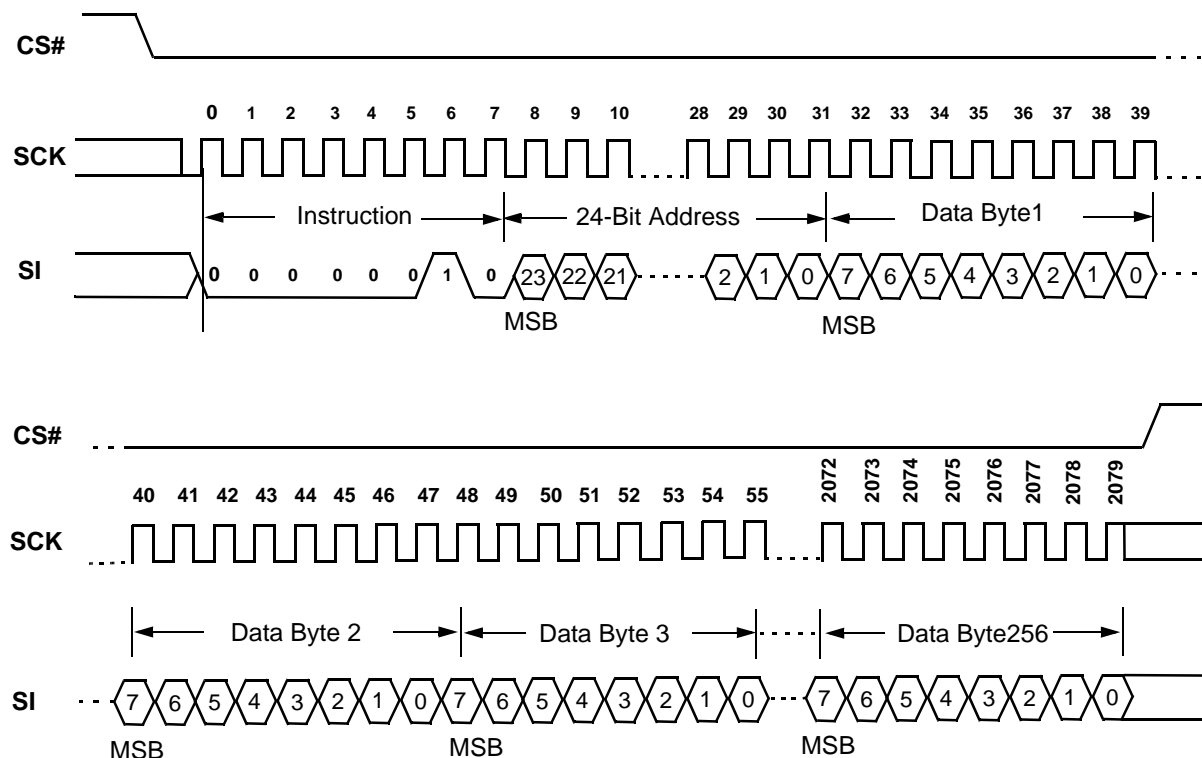 CS#
0 1 2 3 4 5 6 7 8 9 10 28 29 30 31 32 33 34 35 36 37 38 39
SCK
Instruction 24-Bit Address Data Byte1
SI 0 0 0 0 0 0 1 0 23 22 21 2 1 0 7 6 5 4 3 2 1 0
MSB MSB
CS#
40 41 42 43 44 45 46 47 48 49 50 51 52 53 54 55 2072 2073 2074 2075 2076 2077 2078 2079
SCK
Data Byte 2 Data Byte 3 Data Byte256
SI 7 6 5 4 3 2 1 0 7 6 5 4 3 2 1 0 7 6 5 4 3 2 1 0
MSB MSB MSB